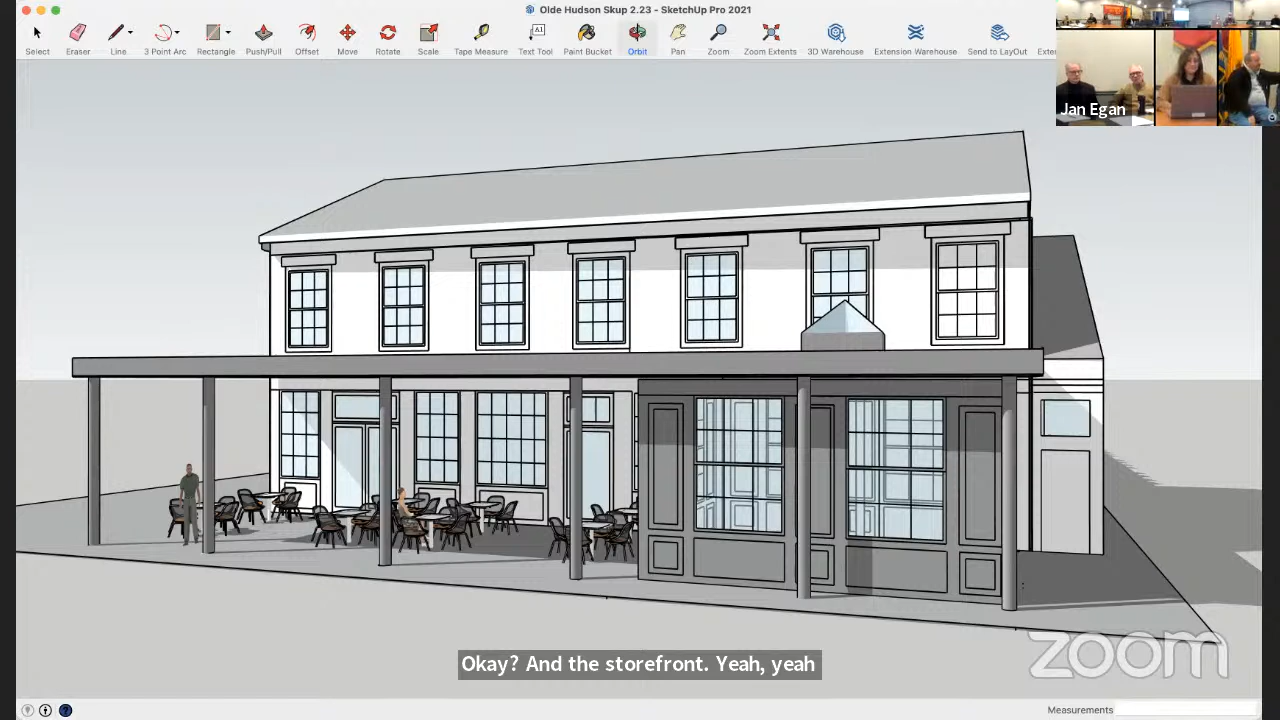 Olde Hudson Skup 2.23 - SketchUp Pro 2021
Select
Eraser
Line
3 Point Arc
Rectangle
Push/Pull
Offset
Move
Rotate
Scale
Tape Measure
Text Tool
Paint Bucket
Orbit
Pan
Zoom
Zoom Extents
3D Warehouse
Extension Warehouse
Send to LayOut
Exter
A1
Jan Egan
Okay? And the storefront. Yeah, yeah
zoom
Measurements
?